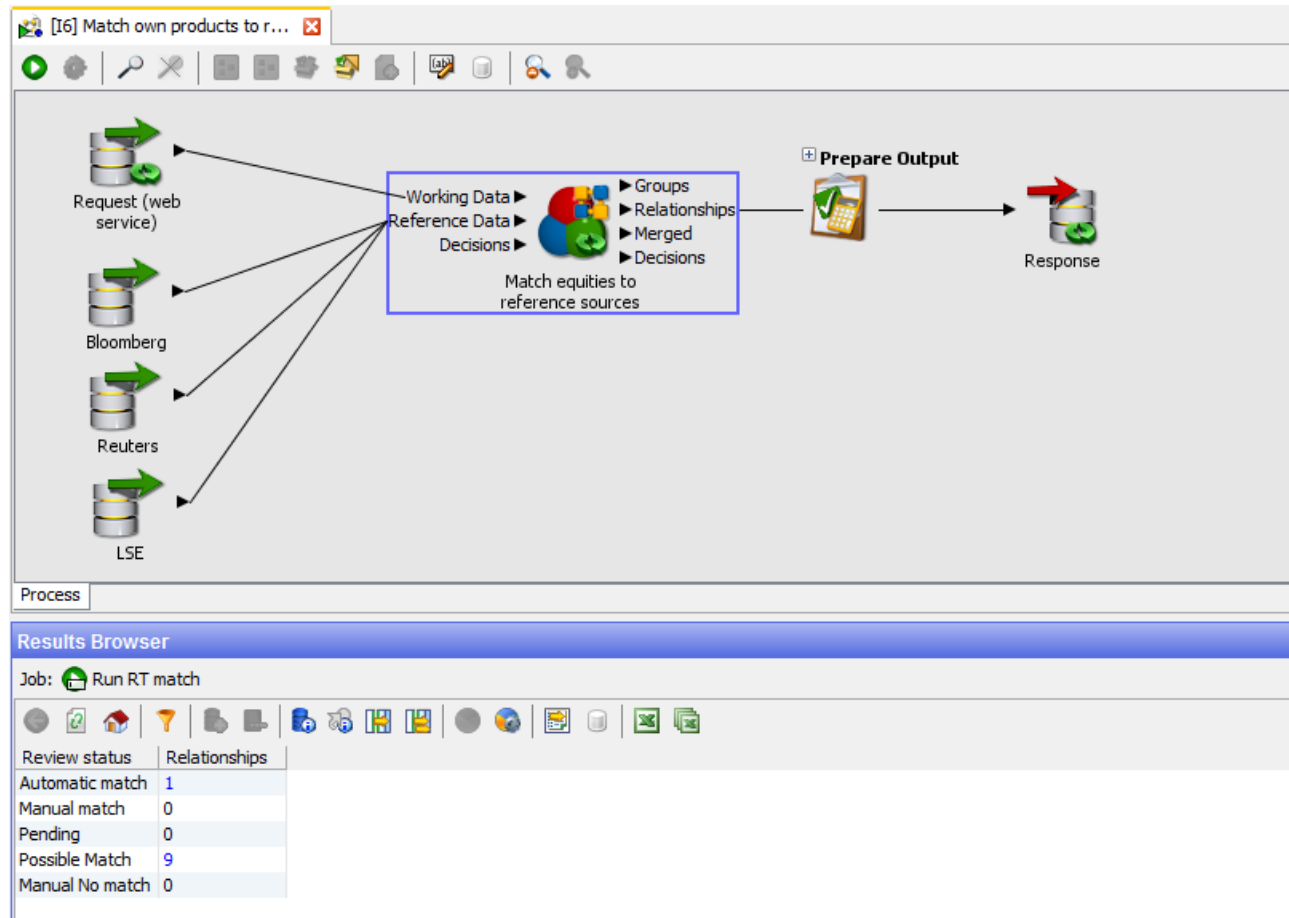 [I6] Match own products to r...
Request (web
service)
Bloomberg
Reuters
LSE
Working Data
Reference Data
Decisions
Groups
Relationships
Merged
Decisions
Match equities to
reference sources
Prepare Output
Response
Process
Results Browser
Job: Run RT match
Review status Relationships
Automatic match 1
Manual match 0
Pending 0
Possible Match 9
Manual No match 0